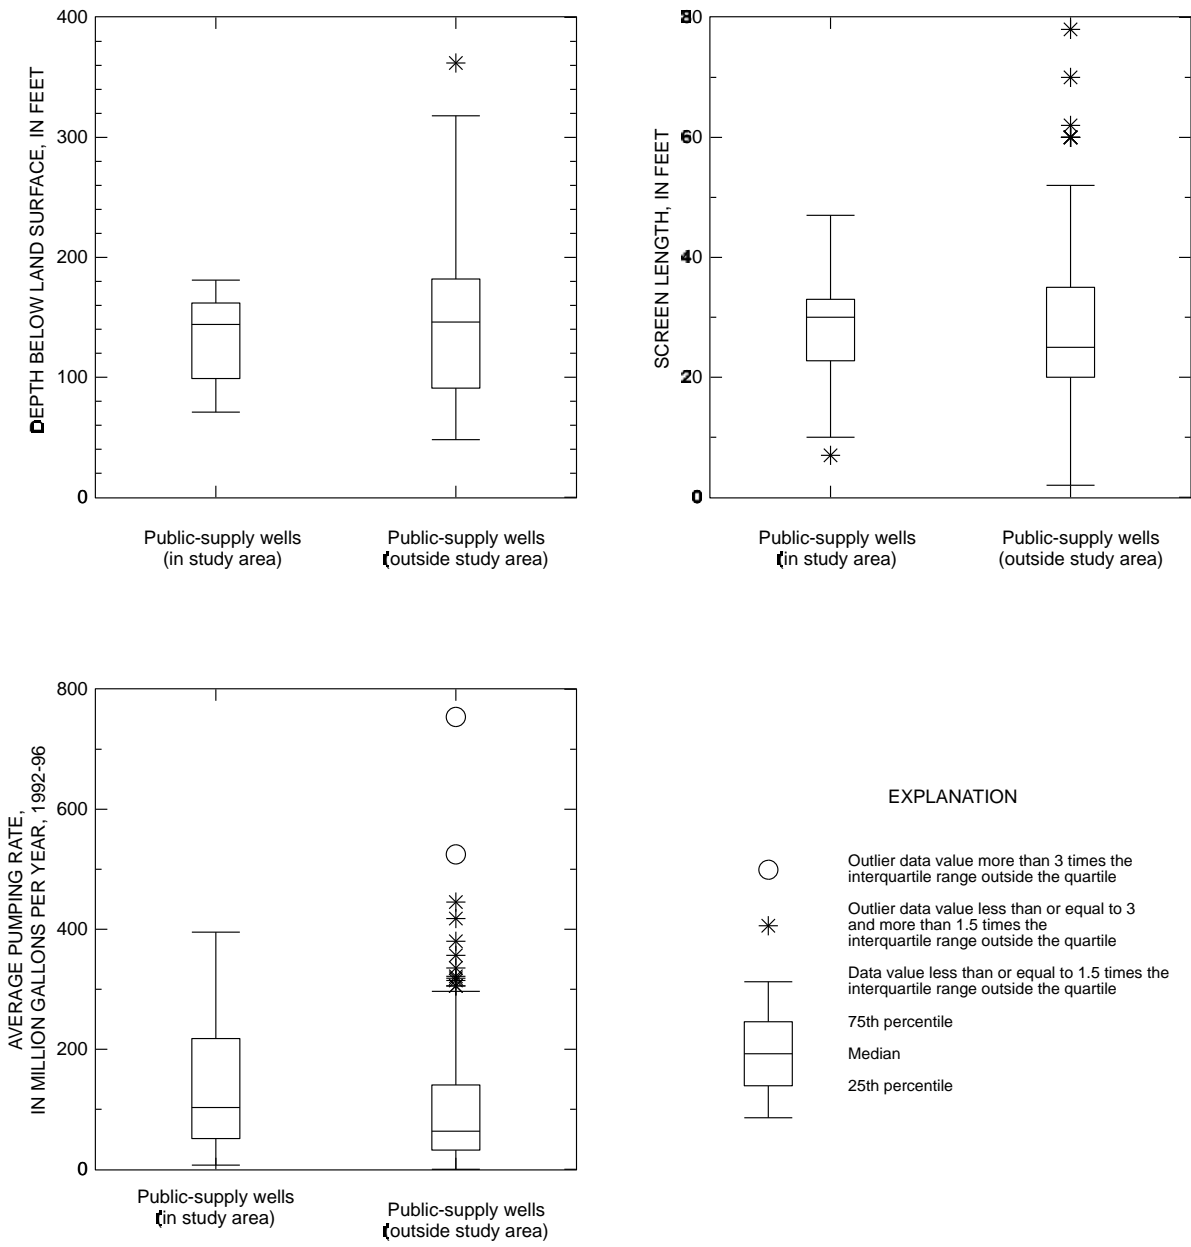 DEPTH BELOW LAND SURFACE, IN FEET
400
300
200
100
0
Public-supply wells
(in study area)
Public-supply wells
(outside study area)
SCREEN LENGTH, IN FEET
80
60
40
20
0
Public-supply wells
(in study area)
Public-supply wells
(outside study area)
AVERAGE PUMPING RATE,
IN MILLION GALLONS PER YEAR, 1992-96
800
600
400
200
0
Public-supply wells
(in study area)
Public-supply wells
(outside study area)
EXPLANATION
Outlier data value more than 3 times the
interquartile range outside the quartile
Outlier data value less than or equal to 3
and more than 1.5 times the
interquartile range outside the quartile
Data value less than or equal to 1.5 times the
interquartile range outside the quartile
75th percentile
Median
25th percentile